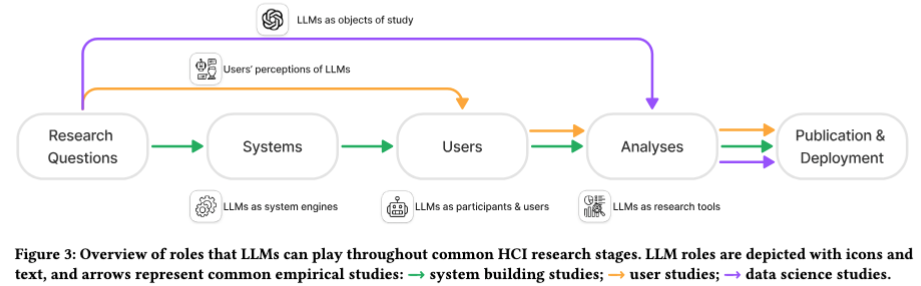 LLMs as objects of study
Users' perceptions of LLMs
Research
Questions
Systems
Users
Analyses
Publication &
Deployment
LLMs as system engines
LLMs as participants & users
LLMs as research tools
Figure 3: Overview of roles that LLMs can play throughout common HCI research stages. LLM roles are depicted with icons and
text, and arrows represent common empirical studies: → system building studies; → user studies; → data science studies.